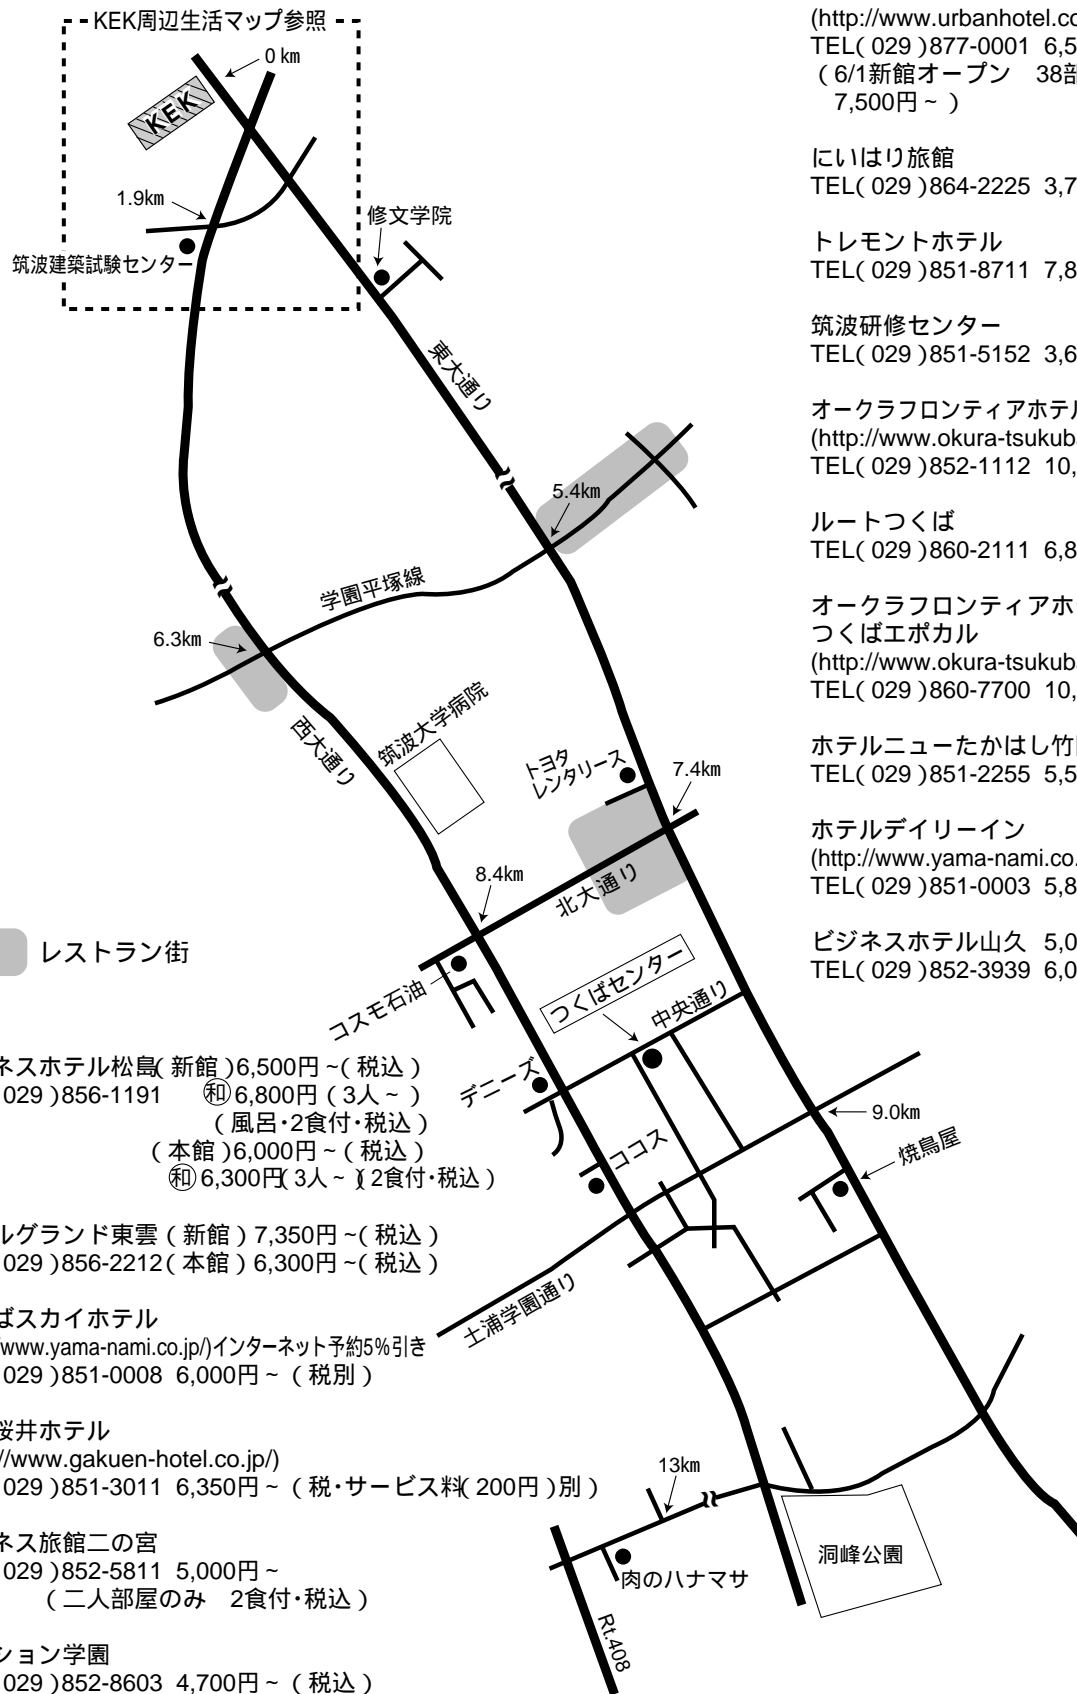 KEK周辺生活マップ参照
0 km
KEK
1.9km
筑波建築試験センター
修文学院
東大通り
5.4km
学園平塚線
6.3km
西大通り
筑波大学病院
トヨタ
レンタリース
7.4km
8.4km
北大通り
レストラン街
コスモ石油
つくばセンター
中央通り
デニーズ
9.0km
ココス
焼鳥屋
土浦学園通り
13km
肉のハナマサ
洞峰公園
Rt.408
(http://www.urbanhotel.co
TEL(029)877-0001 6,5
(6/1新館オープン 38部
7,500円~)
にいはり旅館
TEL(029)864-2225 3,7
トレモントホテル
TEL(029)851-8711 7,8
筑波研修センター
TEL(029)851-5152 3,6
オークラフロンティアホテル
(http://www.okura-tsukuba
TEL(029)852-1112 10,
ルートつくば
TEL(029)860-2111 6,8
オークラフロンティアホ
つくばエポカル
(http://www.okura-tsukub
TEL(029)860-7700 10,
ホテルニューたかはし竹
TEL(029)851-2255 5,5
ホテルデイリーイン
(http://www.yama-nami.co.
TEL(029)851-0003 5,8
ビジネスホテル山久 5,0
TEL(029)852-3939 6,0
ネスホテル松島(新館)6,500円~(税込)
029)856-1191 ㊙6,800円(3人~)
(風呂・2食付・税込)
(本館)6,000円~(税込)
和6,300円(3人~)(2食付・税込)
ルグランド東雲(新館)7,350円~(税込)
029)856-2212(本館)6,300円~(税込)
ばスカイホテル
/www.yama-nami.co.jp/)インターネット予約5%引き
029)851-0008 6,000円~(税別)
桜井ホテル
//www.gakuen-hotel.co.jp/)
029)851-3011 6,350円~(税・サービス料(200円)別)
ネス旅館二の宮
029)852-5811 5,000円~
(二人部屋のみ 2食付・税込)
ション学園
029)852-8603 4,700円~(税込)